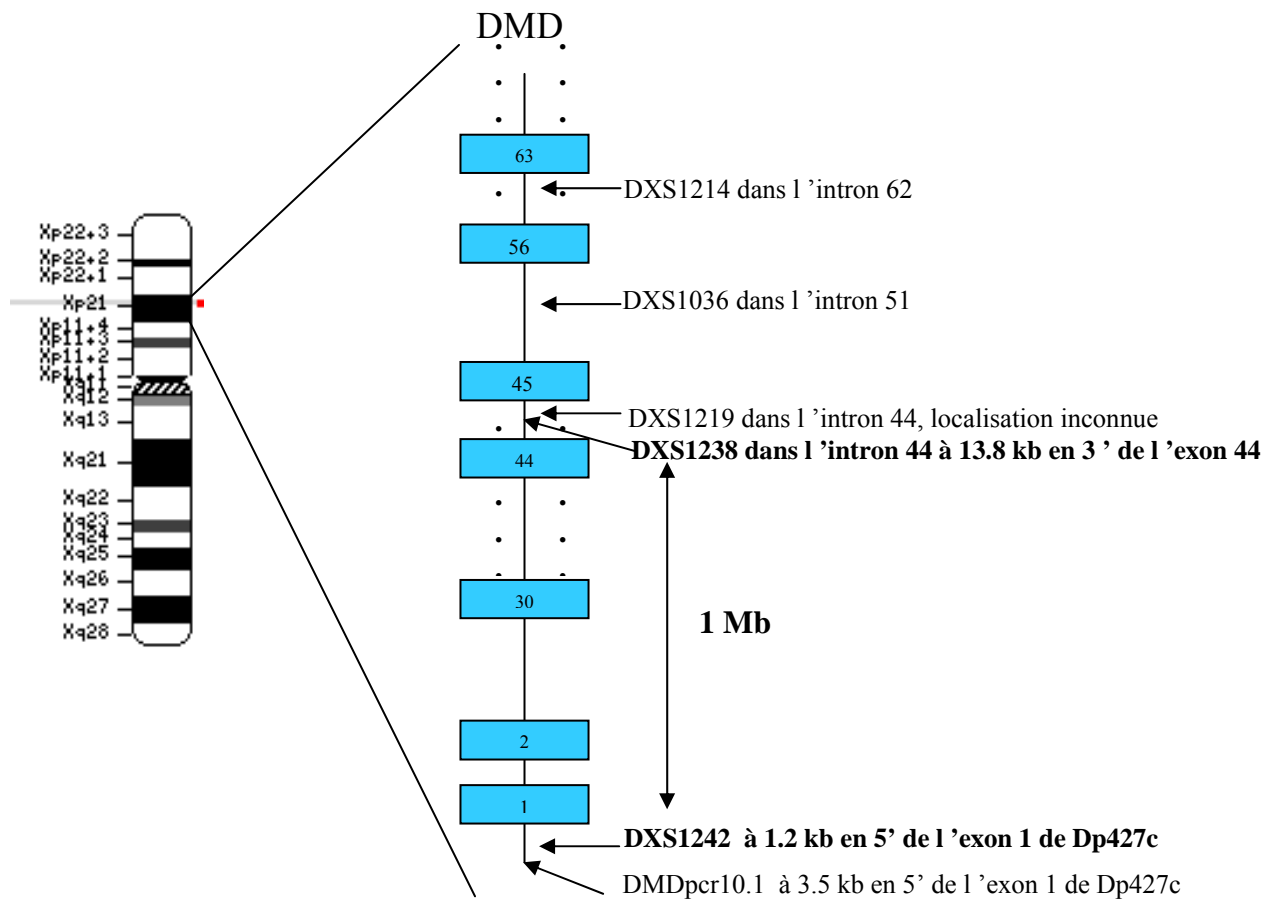 DMD
63
DXS1214 dans l ’intron 62
56
DXS1036 dans l ’intron 51
45
DXS1219 dans l ’intron 44, localisation inconnue
DXS1238 dans l ’intron 44 à 13.8 kb en 3 ’ de l ’exon 44
44
30
1 Mb
2
1
DXS1242 à 1.2 kb en 5’ de l ’exon 1 de Dp427c
DMDpcr10.1 à 3.5 kb en 5’ de l ’exon 1 de Dp427c
Xp22+3
Xp22+2
Xp22+1
Xp21
Xp11+4
Xp11+3
Xp11+2
Xp11+1
Xq11
Xq12
Xq13
Xq21
Xq22
Xq23
Xq24
Xq25
Xq26
Xq27
Xq28